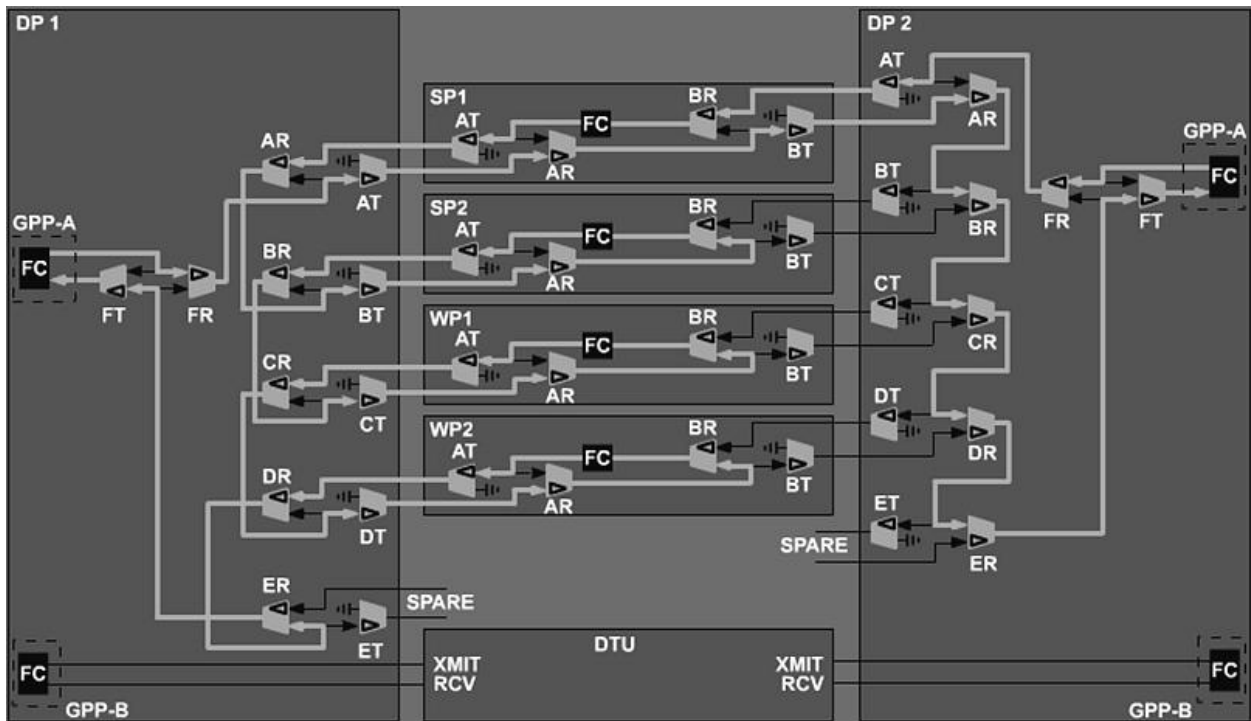 DP 1
DP 2
AT
SP1
BR
AT
FC
AR
GPP-A
AR
BT
FC
AR
AT
BT
SP2
BR
GPP-A
AT
FC
FR
FT
BR
BR
FC
BT
AR
CT
FT
FR
BT
WP1
BR
AT
CR
CR
FC
BT
AR
DT
CT
WP2
BR
AT
FC
DR
DR
BT
AR
ET
DT
SPARE
ER
ER
SPARE
ET
DTU
FC
XMIT
XMIT
FC
RCV
RCV
GPP-B
GPP-B